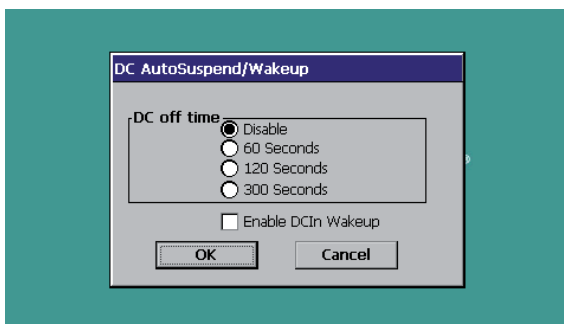 DC AutoSuspend/Wakeup
DC off time
Disable
60 Seconds
120 Seconds
300 Seconds
Enable DCIn Wakeup
OK Cancel